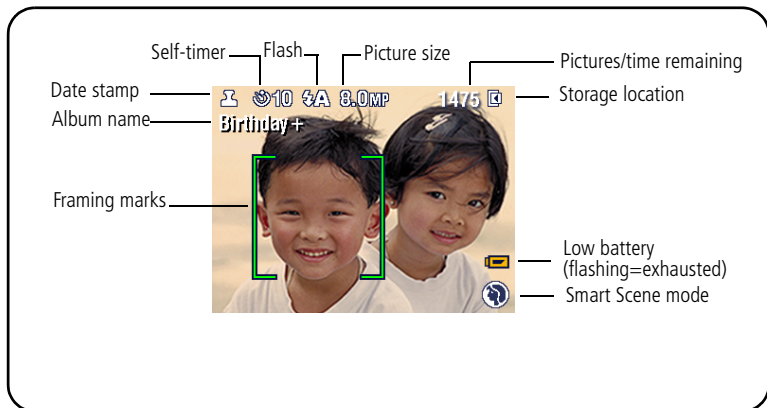 Self-timer Flash Picture size Pictures/time remaining
Date stamp Storage location
10 A 8.0MP 1475
Album name
Birthday+
Framing marks
Low battery
(flashing=exhausted)
Smart Scene mode